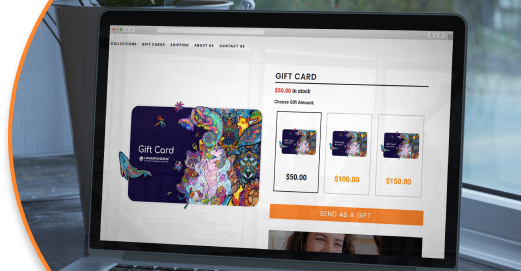 COLLECTIONS GIFT CARDS SHIPPING ABOUT US CONTACT US
GIFT CARD
$50.00 In stock
Choose Gift Amount:
Gift Card
UNIDRAGON
$50.00
$100.00
$150.00
SEND AS A GIFT